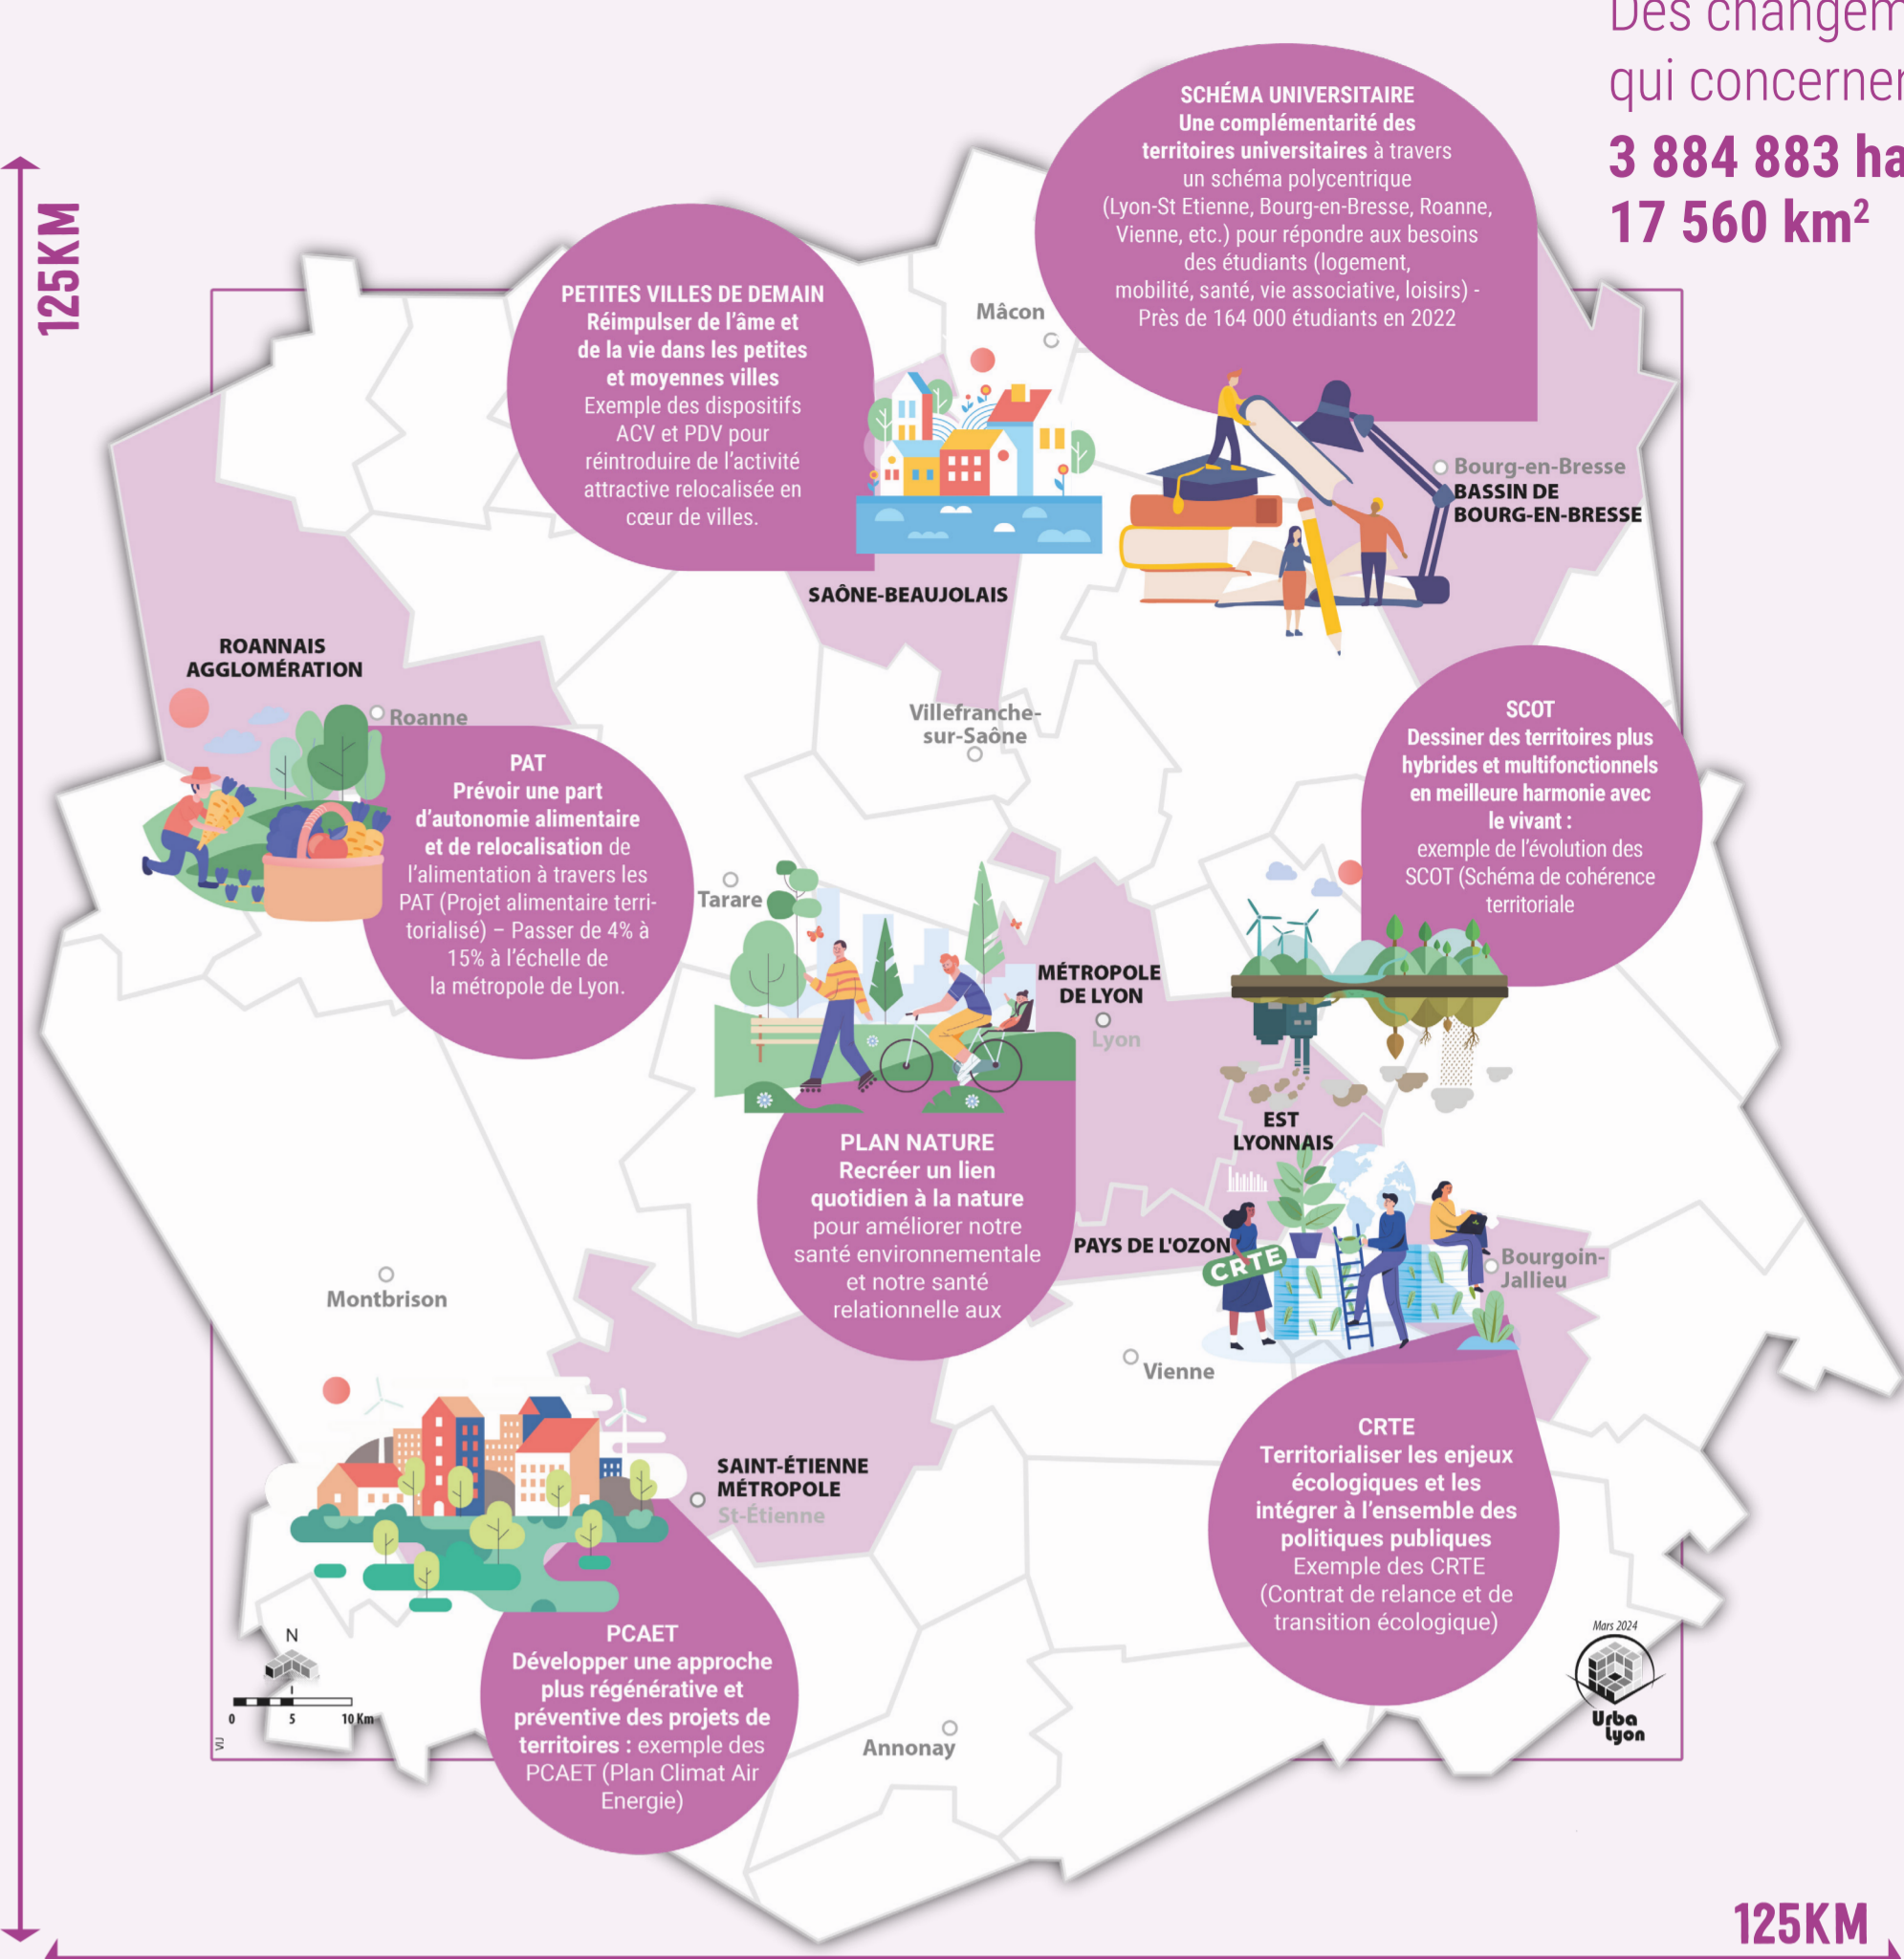 Des changem
qui concerner
3 884 883 ha
17 560 km²
125KM
SCHÉMA UNIVERSITAIRE
Une complémentarité des
territoires universitaires à travers
un schéma polycentrique
(Lyon-St Etienne, Bourg-en-Bresse, Roanne,
Vienne, etc.) pour répondre aux besoins
des étudiants (logement,
mobilité, santé, vie associative, loisirs) -
Près de 164 000 étudiants en 2022
PETITES VILLES DE DEMAIN
Réimpulser de l'âme et
de la vie dans les petites
et moyennes villes
Exemple des dispositifs
ACV et PDV pour
réintroduire de l'activité
attractive relocalisée en
cœur de villes.
Mâcon
Bourg-en-Bresse
BASSIN DE
BOURG-EN-BRESSE
SAÔNE-BEAUJOLAIS
ROANNAIS
AGGLOMÉRATION
Roanne
Villefranche-
sur-Saône
PAT
Prévoir une part
d'autonomie alimentaire
et de relocalisation de
l'alimentation à travers les
PAT (Projet alimentaire terri-
torialisé) – Passer de 4% à
15% à l'échelle de
la métropole de Lyon.
SCOT
Dessiner des territoires plus
hybrides et multifonctionnels
en meilleure harmonie avec
le vivant :
exemple de l'évolution des
SCOT (Schéma de cohérence
territoriale
Tarare
MÉTROPOLE
DE LYON
Lyon
EST
LYONNAIS
PLAN NATURE
Recréer un lien
quotidien à la nature
pour améliorer notre
santé environnementale
et notre santé
relationnelle aux
PAYS DE L'OZON
CRTE
Bourgoin-
Jallieu
Montbrison
Vienne
CRTE
Territorialiser les enjeux
écologiques et les
intégrer à l'ensemble des
politiques publiques
Exemple des CRTE
(Contrat de relance et de
transition écologique)
SAINT-ÉTIENNE
MÉTROPOLE
St-Étienne
PCAET
Développer une approche
plus régénérative et
préventive des projets de
territoires : exemple des
PCAET (Plan Climat Air
Energie)
N
0 5 10 Km
VU
Annonay
Mars 2024
Urba
Lyon
125KM